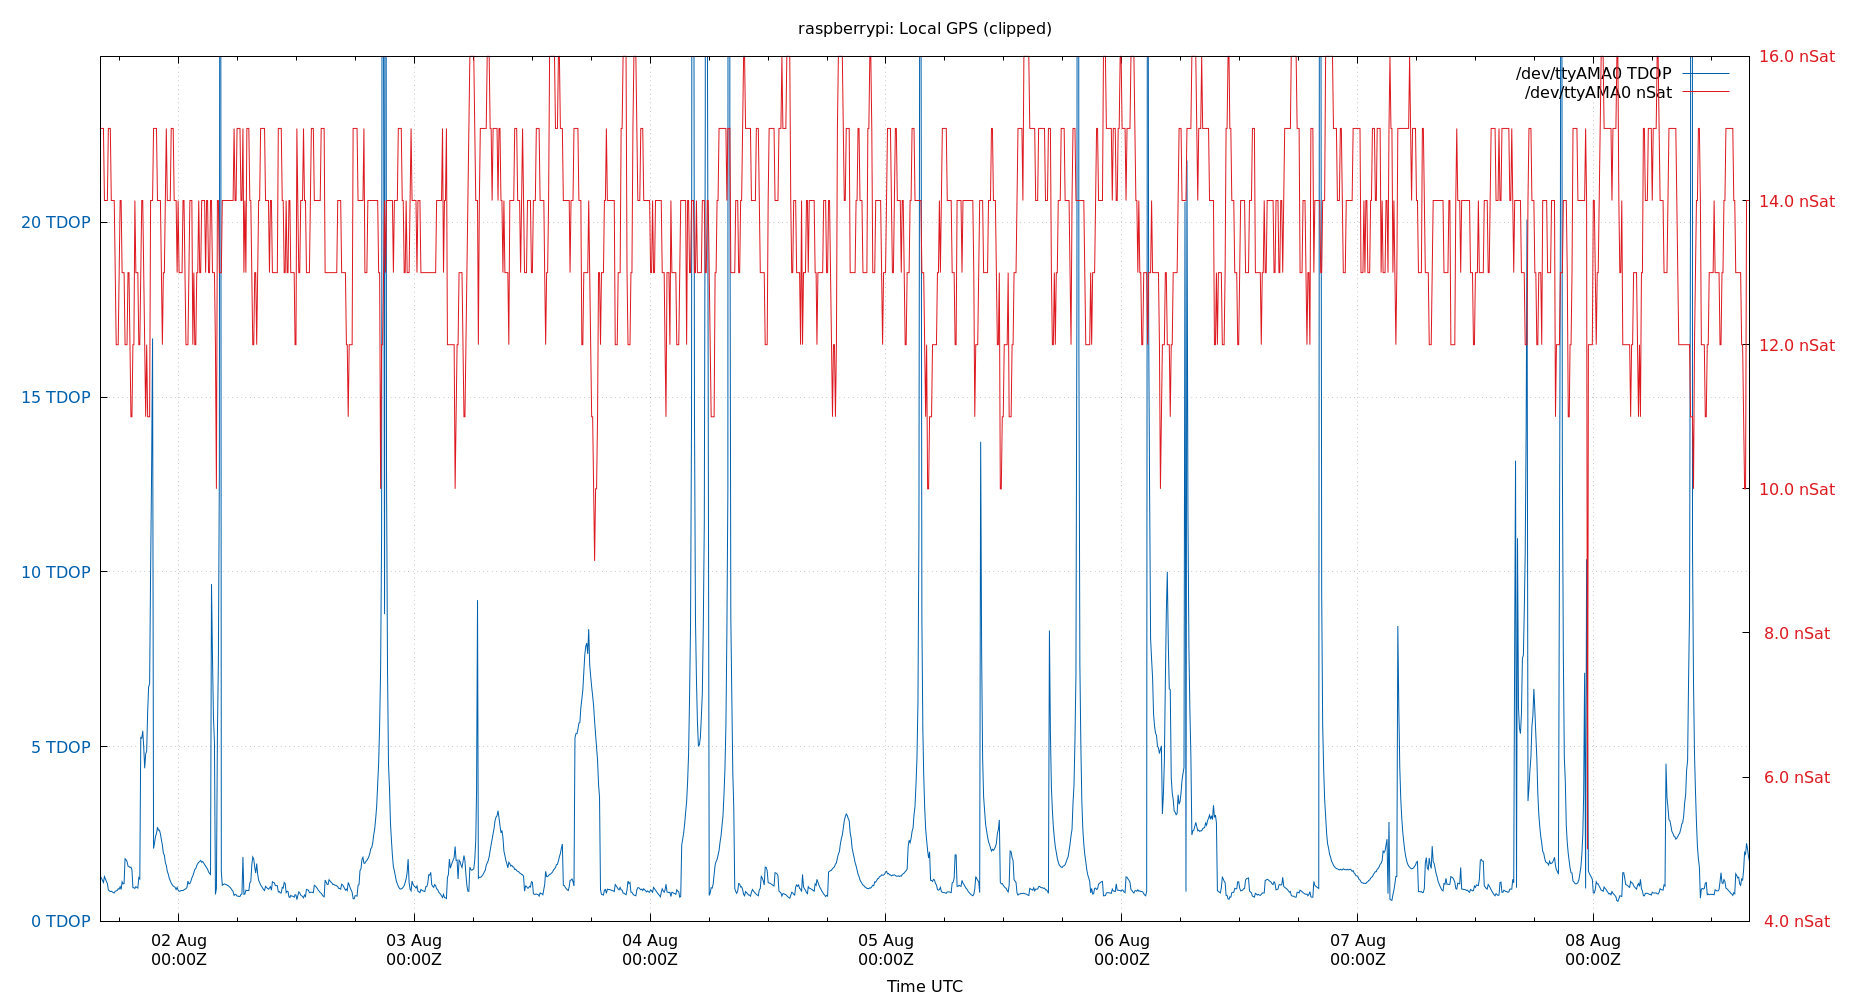 raspberrypi: Local GPS (clipped)
/dev/ttyAMA0 TDOP
/dev/ttyAMA0 nSat
20 TDOP
15 TDOP
10 TDOP
5 TDOP
0 TDOP
16.0 nSat
14.0 nSat
12.0 nSat
10.0 nSat
8.0 nSat
6.0 nSat
4.0 nSat
02 Aug
00:00Z
03 Aug
00:00Z
04 Aug
00:00Z
05 Aug
00:00Z
06 Aug
00:00Z
07 Aug
00:00Z
08 Aug
00:00Z
Time UTC